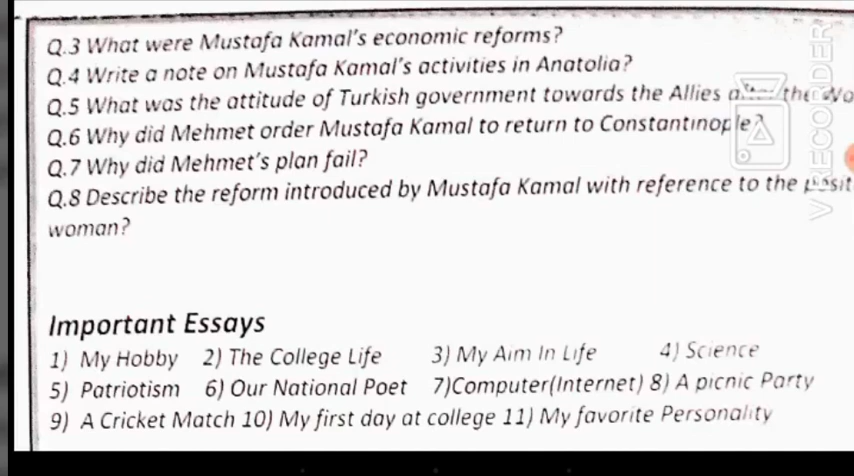 Q.3 What were Mustafa Kamal's economic reforms?
Q.4 Write a note on Mustafa Kamal's activities in Anatolia?
Q.5 What was the attitude of Turkish government towards the Allies after the
Q.6 Why did Mehmet order Mustafa Kamal to return to Constantinople?
Q.7 Why did Mehmet's plan fail?
Q.8 Describe the reform introduced by Mustafa Kamal with reference to the
woman?
Important Essays
1) My Hobby 2) The College Life 3) My Aim In Life 4) Science
5) Patriotism 6) Our National Poet 7)Computer(Internet) 8) A picnic Party
9) A Cricket Match 10) My first day at college 11) My favorite Personality
V RECORDER